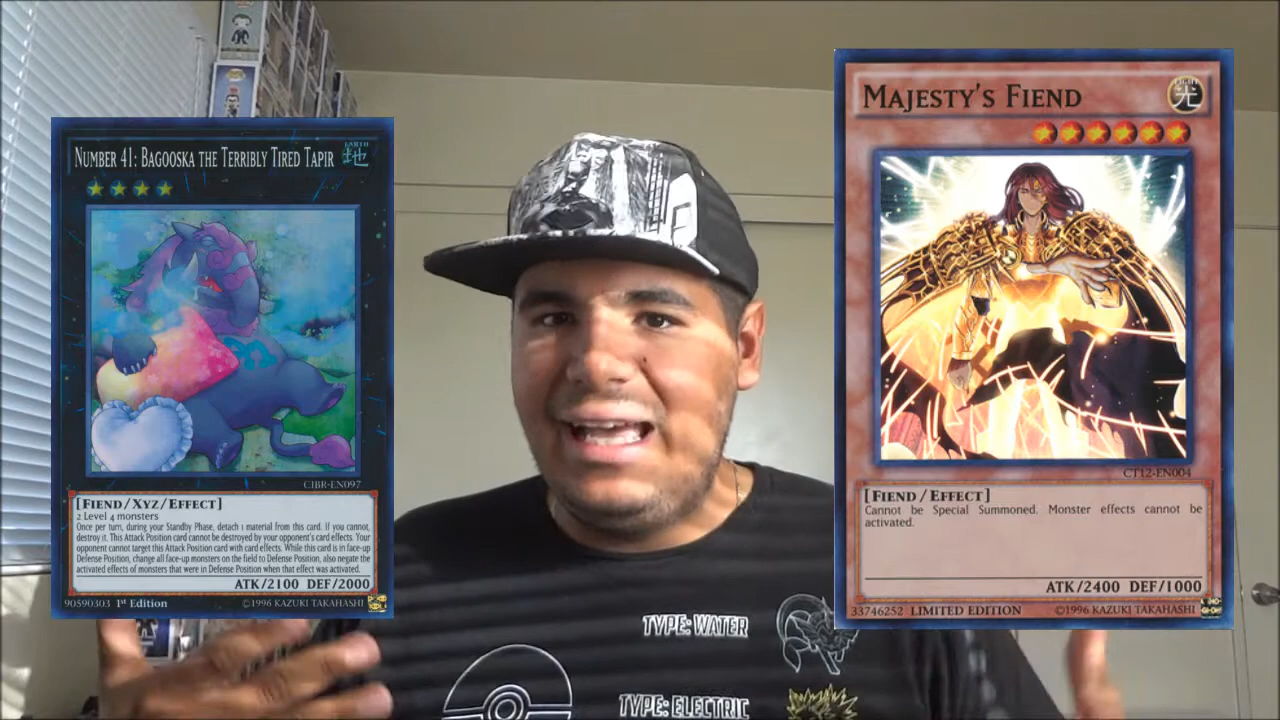 NUMBER 41: BAGOOSKA THE TERRIBLY TIRED TAPIR
EARTH
地
CIBR-EN097
[FIEND/XYZ/EFFECT]
2 Level 4 monsters
Once per turn, during your Standby Phase, detach 1 material from this card. If you cannot,
destroy it. This Attack Position card cannot be destroyed by your opponent's card effects. Your
opponent cannot target this Attack Position card with card effects. While this card is in face-up
Defense Position, change all face-up monsters on the field to Defense Position, also negate the
activated effects of monsters that were in Defense Position when that effect was activated.
ATK/2100 DEF/2000
90590303 1st Edition ©1996 KAZUKI TAKAHASHI
MAJESTY'S FIEND
LIGHT
光
CT12-EN004
[FIEND/EFFECT]
Cannot be Special Summoned. Monster effects cannot be
activated.
ATK/2400 DEF/1000
33746252 LIMITED EDITION ©1996 KAZUKI TAKAHASHI
TYPE: WATER
TYPE: ELECTRIC